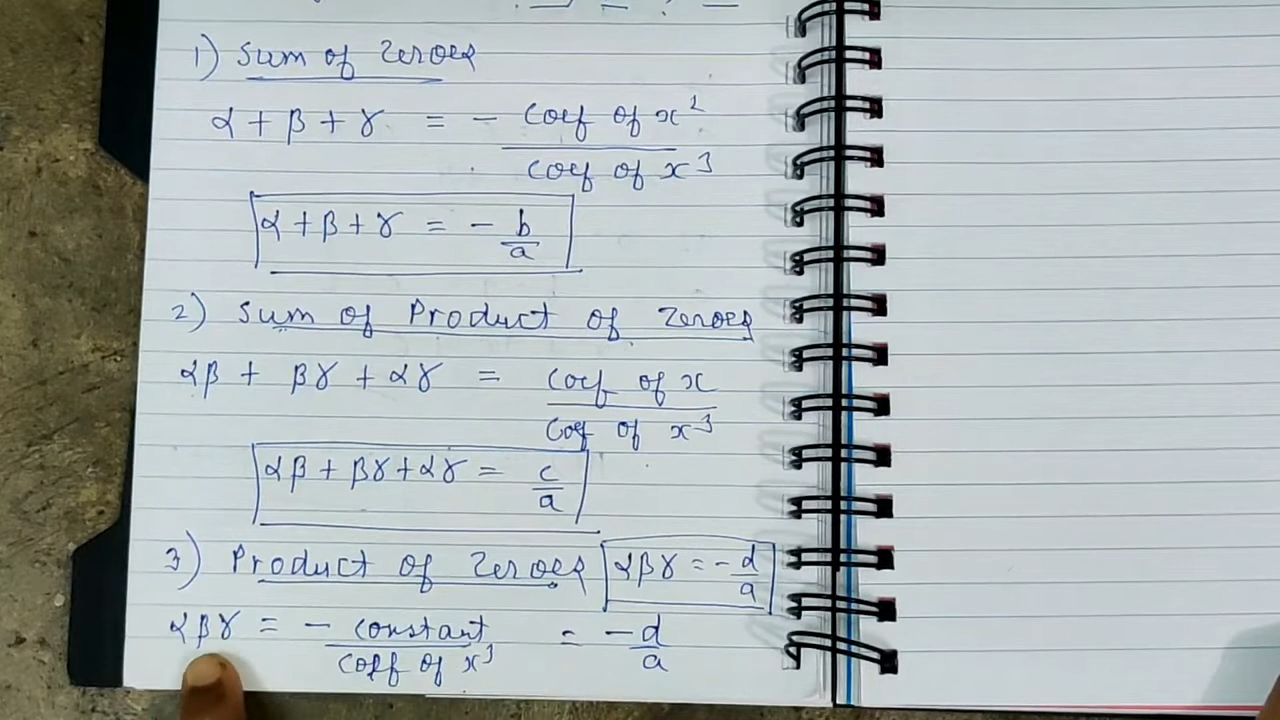 1) Sum of Zeroes
α + β + γ = - coef of x² / coef of x³
α + β + γ = - b/a
2) Sum of Product of Zeroes
αβ + βγ + αγ = coef of x / coef of x³
αβ + βγ + αγ = c/a
3) Product of Zeroes αβγ = - d/a
αβγ = - constant / coff of x³ = - d/a